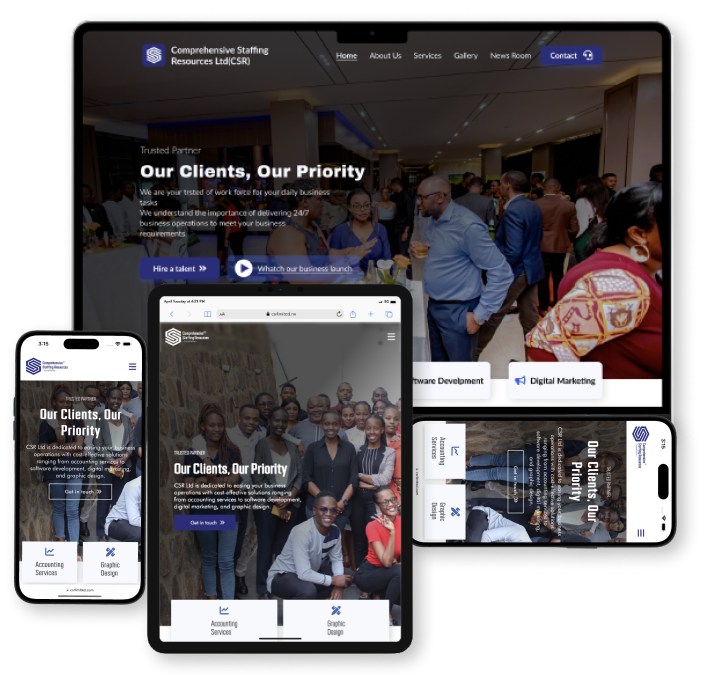 Comprehensive Staffing
Resources Ltd(CSR)
Home
About Us
Services
Gallery
News Room
Contact
Trusted Partner
Our Clients, Our Priority
We are your trsted of work force for your daily business
tasks
We understand the importance of delivering 24/7
business operations to meet your business
requirements.
Hire a talent
Whatch our business launch
ftware Develpment
Digital Marketing
April Tuesday at 4:21 PM
5G
AA
csrlimited.rw
Comprehensive
Staffing Resources
TRUSTED PARTNER
Our Clients, Our Priority
CSR Ltd is dedicated to easing your business
operations with cost-effective solutions
ranging from accounting services to software development,
digital marketing, and graphic design.
Get in touch
Accounting
Services
Graphic
Design
3:15
Comprehensive
Staffing Resources
TRUSTED PARTNER
Our Clients, Our
Priority
CSR Ltd is dedicated to easing your business
operations with cost-effective solutions
ranging from accounting services to
software development, digital marketing,
and graphic design.
Get in touch
Accounting
Services
Graphic
Design
csrlimited.com
3:15
Comprehensive
Staffing Resources
TRUSTED PARTNER
Our Clients, Our
Priority
CSR Ltd is dedicated to easing your business
operations with cost-effective solutions
ranging from accounting services to
software development, digital marketing,
and graphic design.
Get in touch
Accounting
Services
Graphic
Design